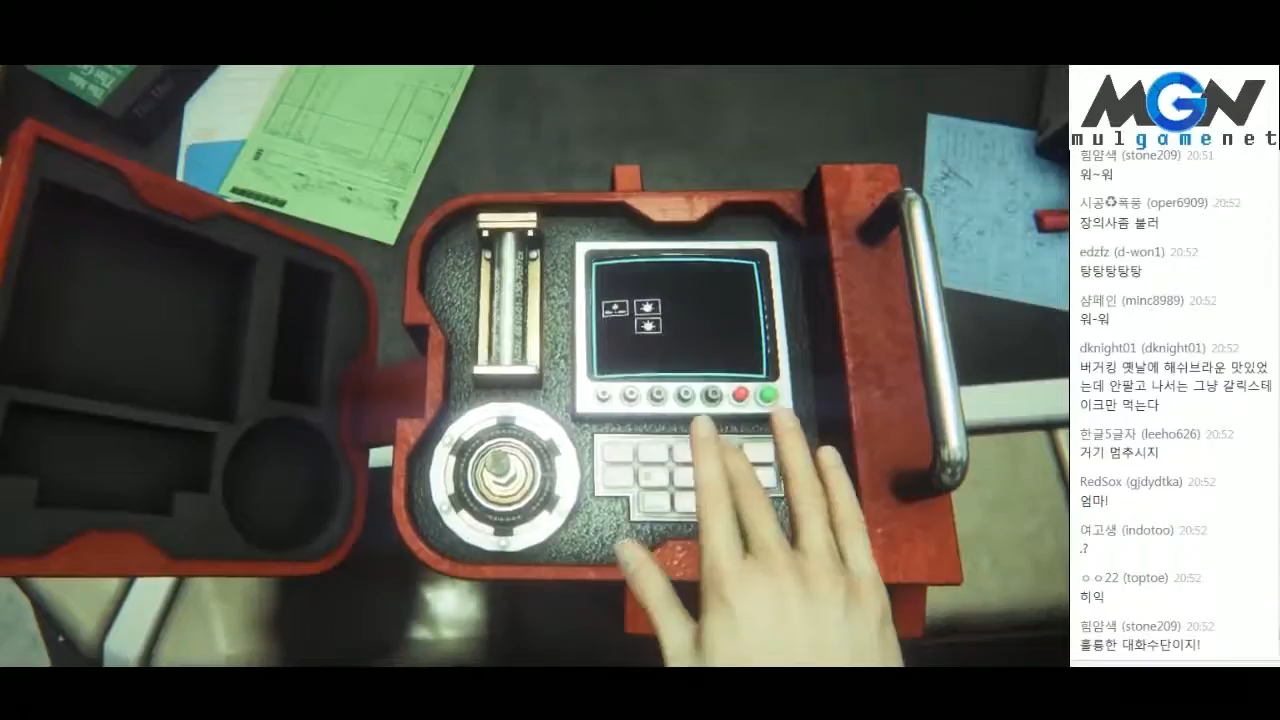 MGN
mulgamenet
힘얌색 (stone209) 20:51
워~워
시공♻폭풍 (oper6909) 20:52
장의사좀 불러
edzfz (d-won1) 20:52
탕탕탕탕탕
샴페인 (minc8989) 20:52
워-워
dknight01 (dknight01) 20:52
버거킹 옛날에 해쉬브라운 맛있었
는데 안팔고 나서는 그냥 갈릭스테
이크만 먹는다
한글5글자 (leeho626) 20:52
거기 멈추시지
RedSox (gjdydtka) 20:52
엄마!
여고생 (indotoo) 20:52
.?
ㅇㅇ22 (toptoe) 20:52
히익
힘얌색 (stone209) 20:52
훌륭한 대화수단이지!